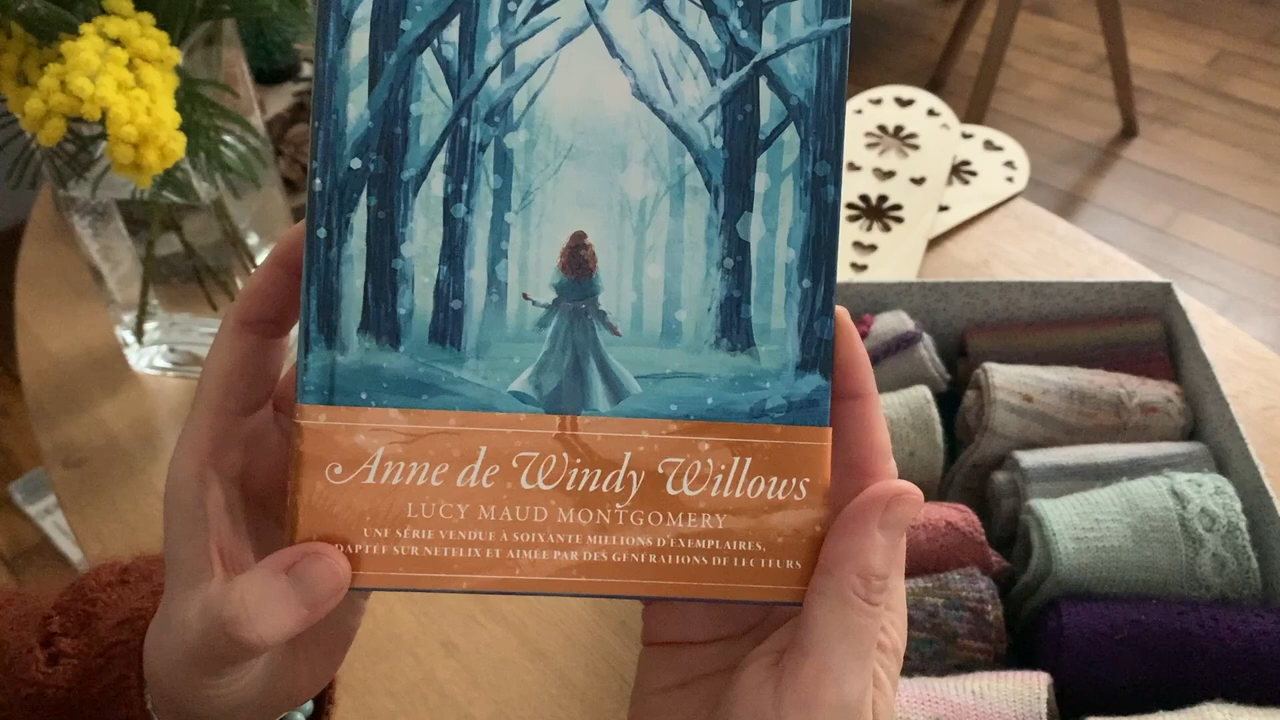 Anne de Windy Willows
LUCY MAUD MONTGOMERY
UNE SÉRIE VENDUE À SOIXANTE MILLIONS D'EXEMPLAIRES,
DAPTÉE SUR NETFLIX ET AIMÉE PAR DES GÉNÉRATIONS DE LECTEURS